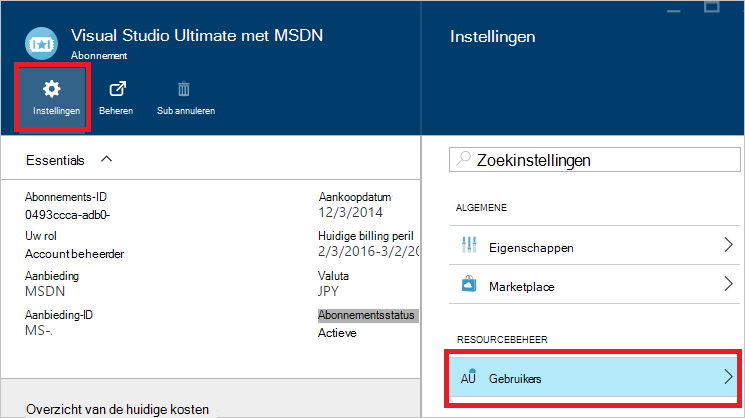 Visual Studio Ultimate met MSDN
Abonnement
Instellingen
Beheren
Sub annuleren
Essentials
Abonnements-ID
0493ccca-adb0-
Uw rol
Account beheerder
Aanbieding
MSDN
Aanbieding-ID
MS-.
Aankoopdatum
12/3/2014
Huidige billing peril
2/3/2016-3/2/20
Valuta
JPY
Abonnementsstatus
Actieve
Overzicht van de huidige kosten
Instellingen
Zoekinstellingen
ALGEMENE
Eigenschappen
Marketplace
RESOURCEBEHEER
AU Gebruikers